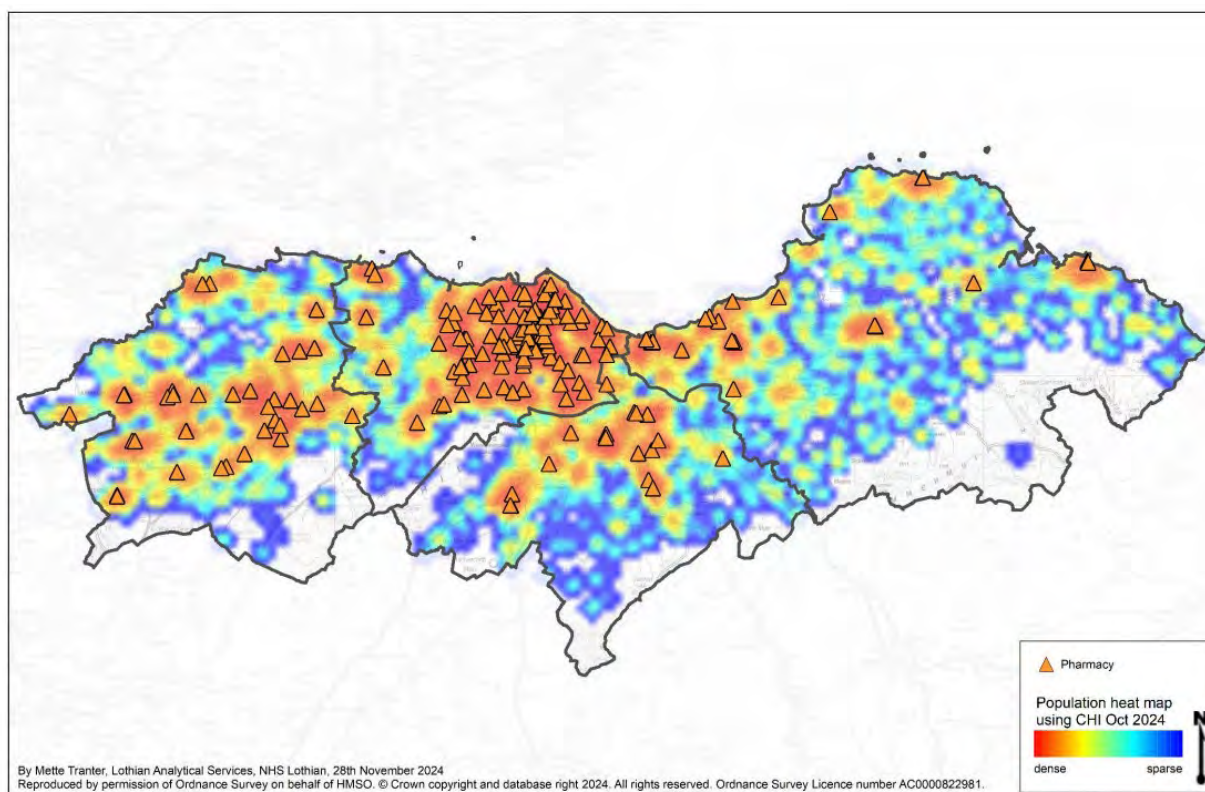 Pharmacy
Population heat map
using CHI Oct 2024
N
dense
sparse
By Mette Tranter, Lothian Analytical Services, NHS Lothian, 28th November 2024
Reproduced by permission of Ordnance Survey on behalf of HMSO. © Crown copyright and database right 2024. All rights reserved. Ordnance Survey Licence number AC0000822981.